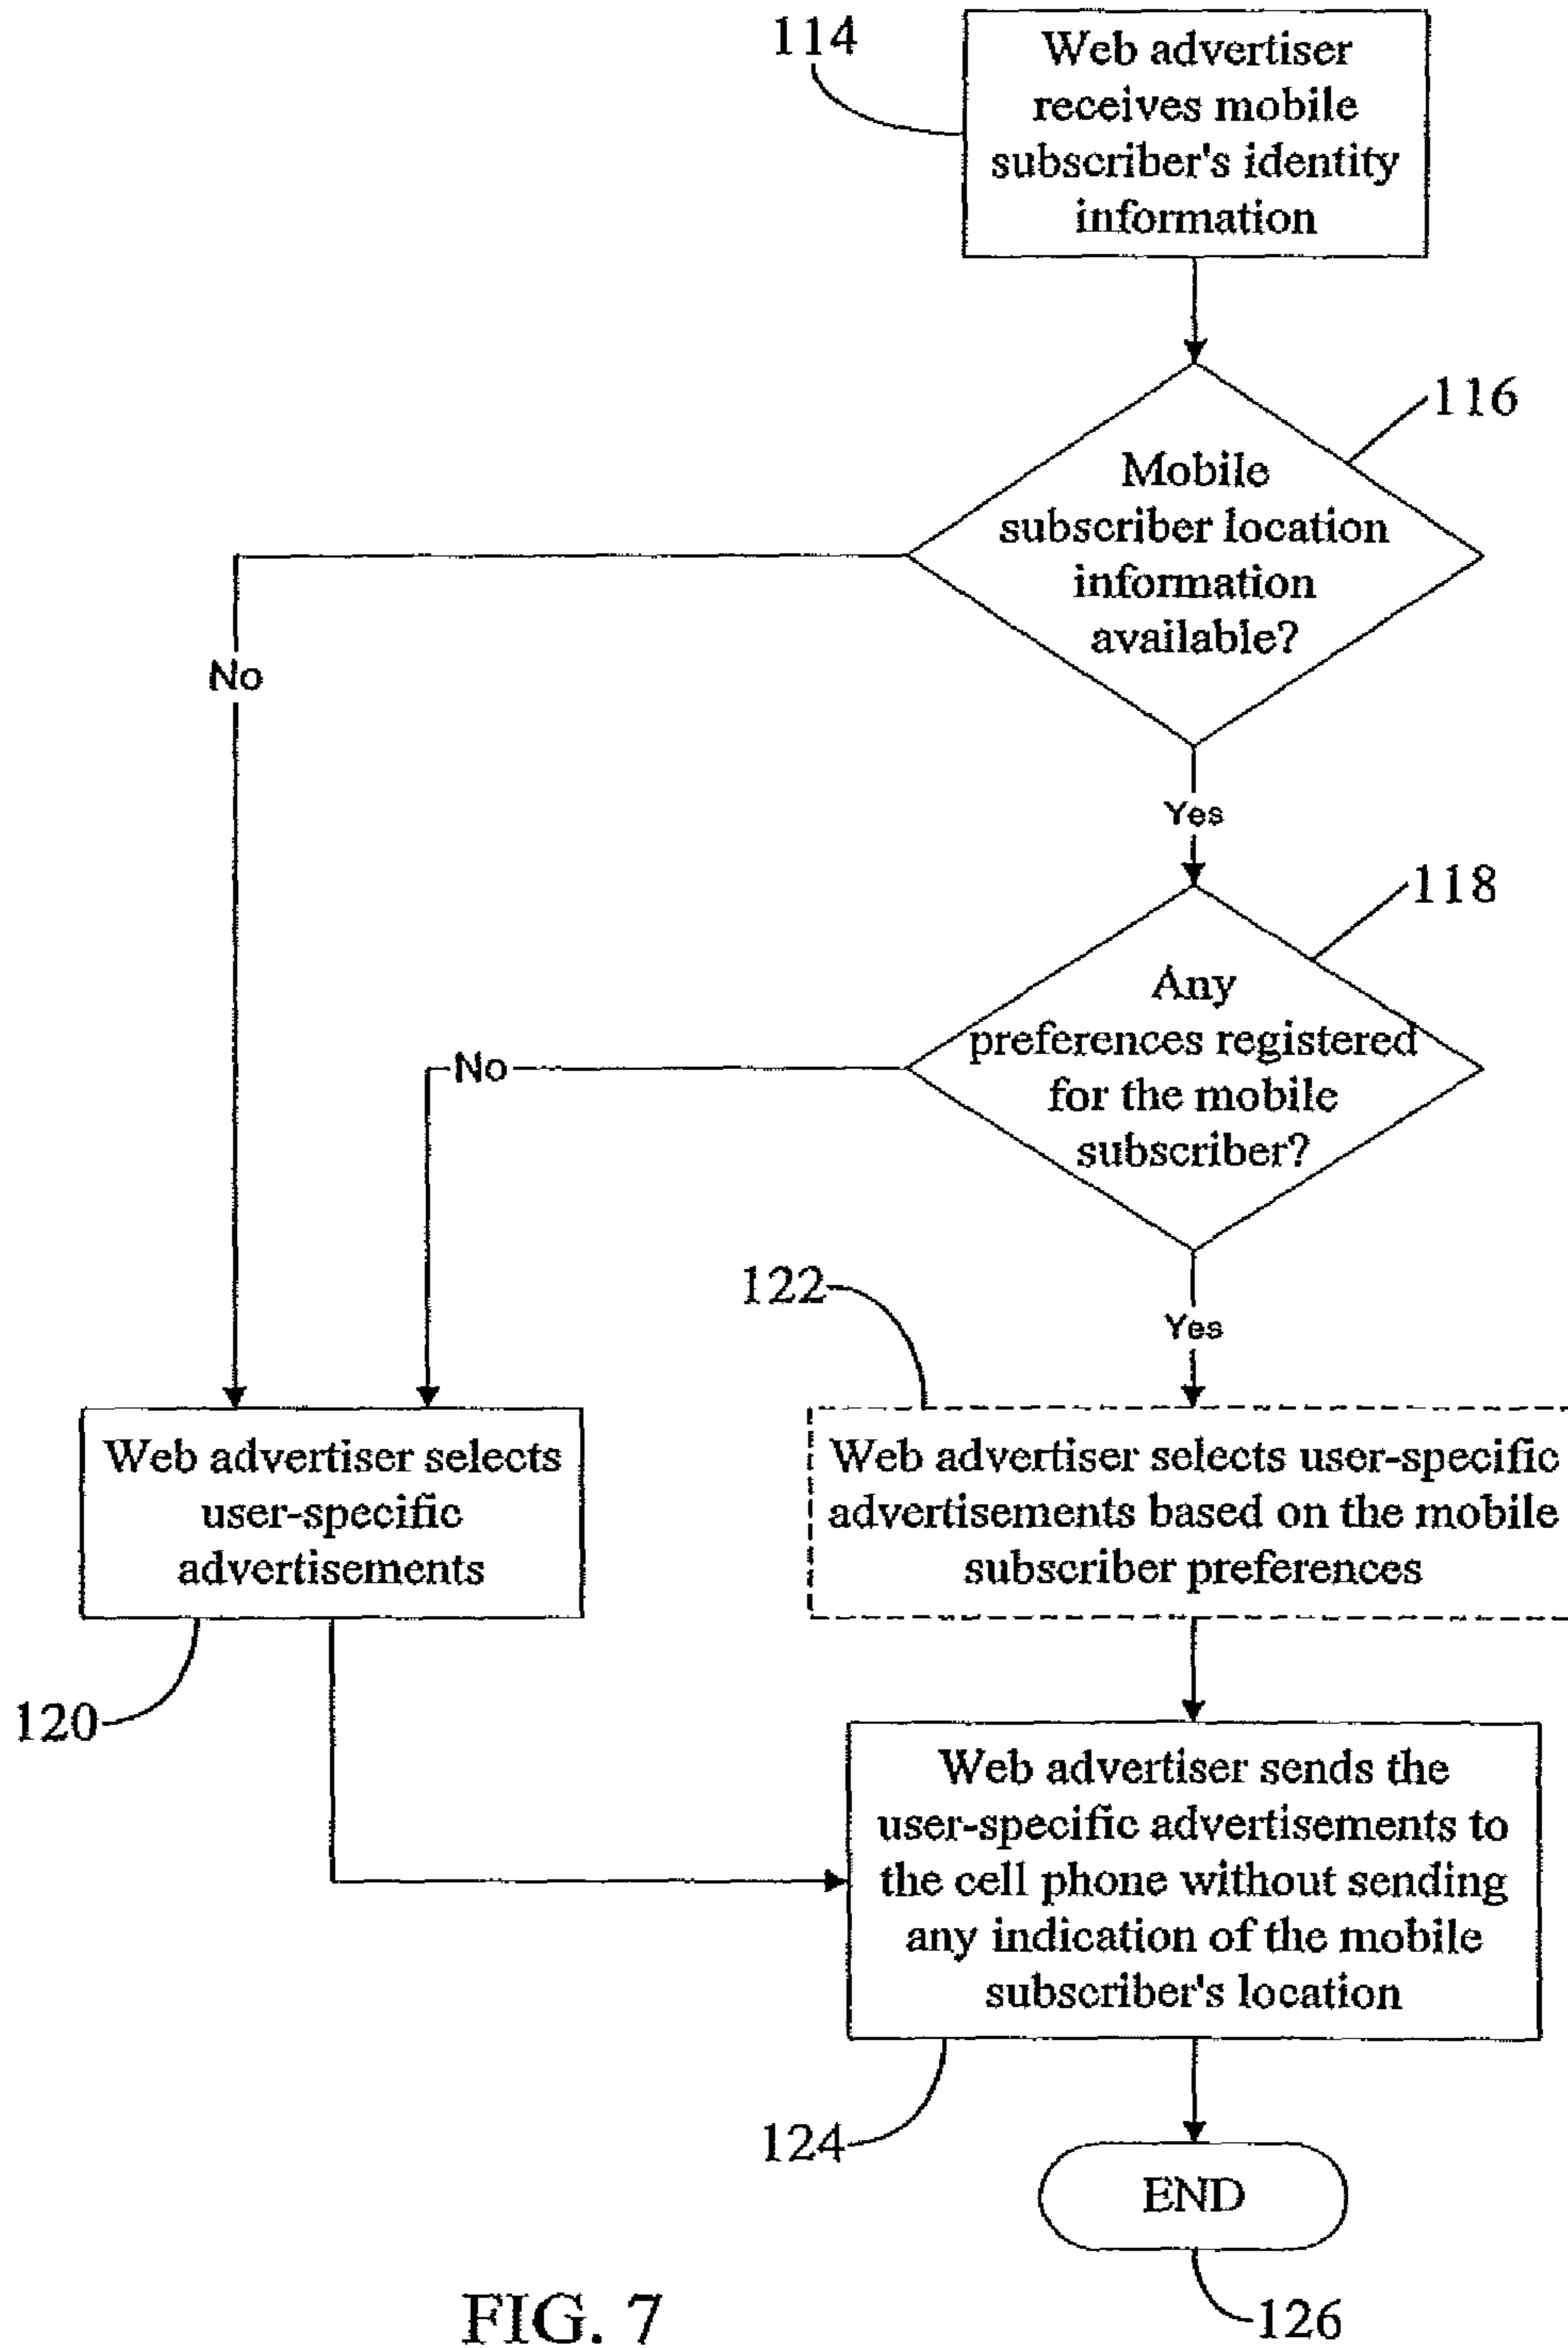 114
Web advertiser
receives mobile
subscriber's identity
information
116
Mobile
subscriber location
information
available?
No
Yes
118
Any
preferences registered
for the mobile
subscriber?
No
Yes
122
Web advertiser selects
user-specific
advertisements
120
Web advertiser selects user-specific
advertisements based on the mobile
subscriber preferences
Web advertiser sends the
user-specific advertisements to
the cell phone without sending
any indication of the mobile
subscriber's location
124
END
126
FIG. 7